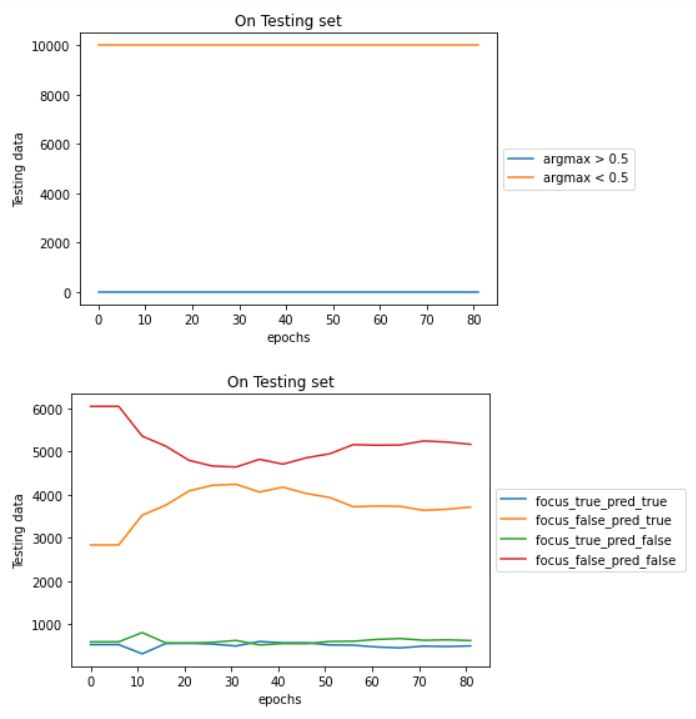 On Testing set
10000
8000
6000
4000
2000
0
Testing data
0 10 20 30 40 50 60 70 80
epochs
argmax > 0.5
argmax < 0.5
On Testing set
6000
5000
4000
3000
2000
1000
Testing data
0 10 20 30 40 50 60 70 80
epochs
focus_true_pred_true
focus_false_pred_true
focus_true_pred_false
focus_false_pred_false